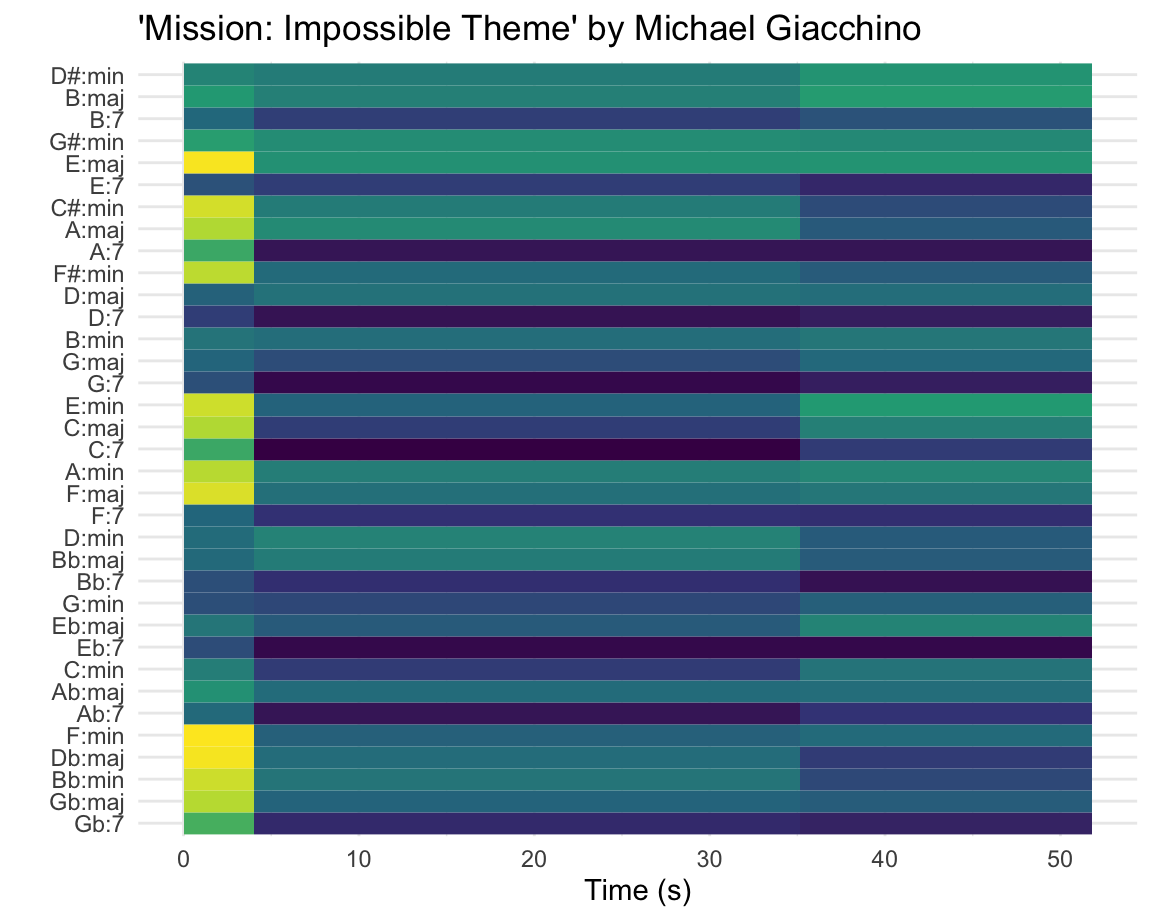 'Mission: Impossible Theme' by Michael Giacchino
D#:min
B:maj
B:7
G#:min
E:maj
E:7
C#:min
A:maj
A:7
F#:min
D:maj
D:7
B:min
G:maj
G:7
E:min
C:maj
C:7
A:min
F:maj
F:7
D:min
Bb:maj
Bb:7
G:min
Eb:maj
Eb:7
C:min
Ab:maj
Ab:7
F:min
Db:maj
Bb:min
Gb:maj
Gb:7
0 10 20 30 40 50
Time (s)